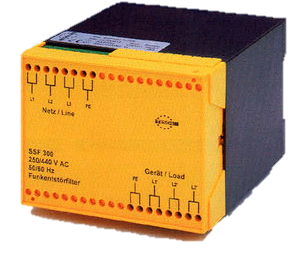 L1 L2 L3 PE
Netz / Line
SSF 300
250/440 V AC
50/60 Hz
Funkentstörfilter
Gerät / Load
PE L1' L2' L3'